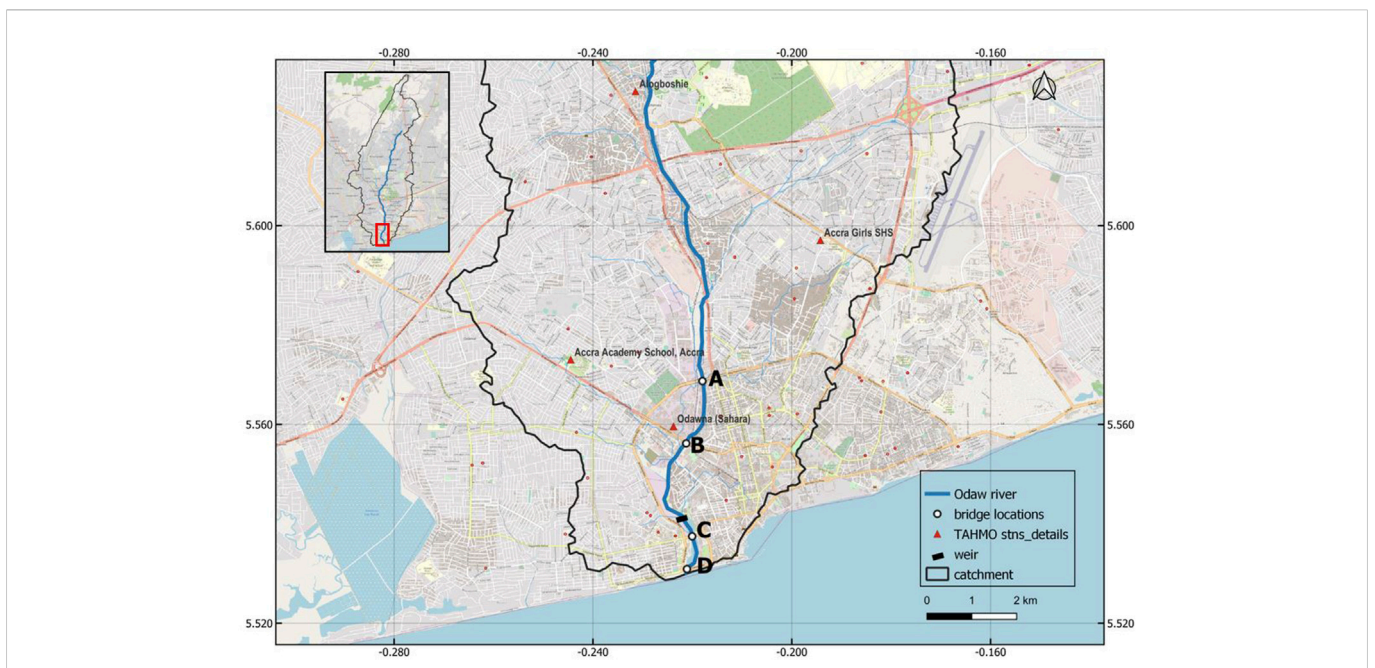 -0.280 -0.240 -0.200 -0.160
Alogboshie
5.600 5.600
Accra Girls SHS
Accra Academy School, Accra
A
5.560 5.560
Odawna (Sahara)
B
C
D
Odaw river
bridge locations
TAHMO stns_details
weir
catchment
0 1 2 km
5.520 5.520
-0.280 -0.240 -0.200 -0.160